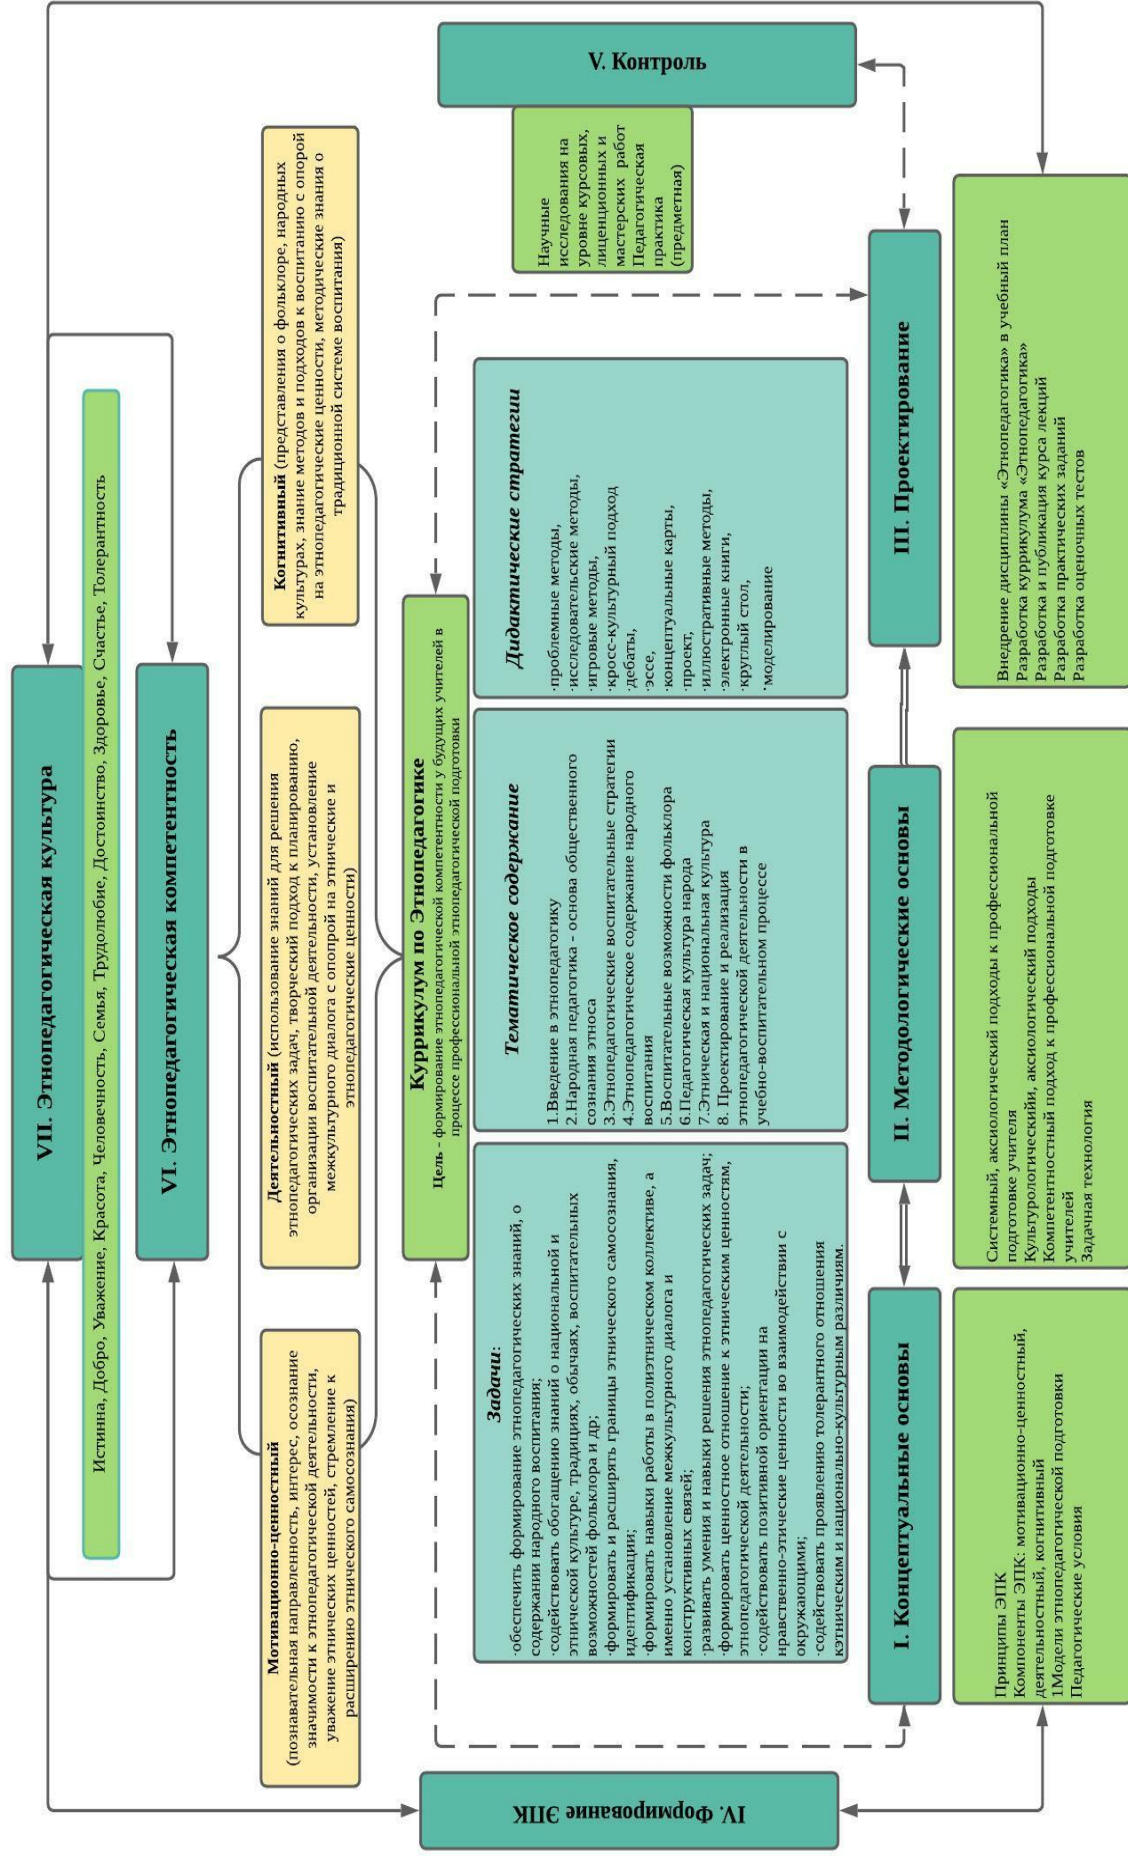 VII. Этнопедагогическая культура
Истинна, Добро, Уважение, Красота, Человечность, Семья, Трудолюбие, Достоинство, Здоровье, Счастье, Толерантность
VI. Этнопедагогическая компетентность
Мотивационно-ценностный
(познавательная направленность, интерес, осознание
значимости к этнопедагогической деятельности,
уважение этнических ценностей, стремление к
расширению этнического самосознания)
Деятельностный (использование знаний для решения
этнопедагогических задач, творческий подход к планированию,
организации воспитательной деятельности, установление
межкультурного диалога с опорой на этнические и
этнопедагогические ценности)
Когнитивный (представления о фольклоре, народных
культурах, знание методов и подходов к воспитанию с опорой
на этнопедагогические ценности, методические знания о
традиционной системе воспитания)
Куррикулум по Этнопедагогике
Цель - формирование этнопедагогической компетентности у будущих учителей в
процессе профессиональной этнопедагогической подготовки
IV. Формирование ЭПК
Задачи:
·обеспечить формирование этнопедагогических знаний, о
содержании народного воспитания;
·содействовать обогащению знаний о национальной и
этнической культуре, традициях, обычаях, воспитательных
возможностей фольклора и др;
·формировать и расширять границы этнического самосознания,
идентификации;
·формировать навыки работы в полиэтническом коллективе, а
именно установление межкультурного диалога и
конструктивных связей;
·развивать умения и навыки решения этнопедагогических задач;
·формировать ценностное отношение к этническим ценностям,
этнопедагогической деятельности;
·содействовать позитивной ориентации на
нравственно-этические ценности во взаимодействии с
окружающими;
·содействовать проявлению толерантного отношения
кэтническим и национально-культурным различиям.
Тематическое содержание
1.Введение в этнопедагогику
2.Народная педагогика - основа общественного
сознания этноса
3.Этнопедагогические воспитательные стратегии
4.Этнопедагогическое содержание народного
воспитания
5.Воспитательные возможности фольклора
6.Педагогическая культура народа
7.Этническая и национальная культура
8. Проектирование и реализация
этнопедагогической деятельности в
учебно-воспитательном процессе
Дидактические стратегии
·проблемные методы,
·исследовательские методы,
·игровые методы,
·кросс-культурный подход
·дебаты,
·эссе,
·концептуальные карты,
·проект,
·иллюстративные методы,
·электронные книги,
·круглый стол,
·моделирование
V. Контроль
Научные
исследования на
уровне курсовых,
лиценционных и
мастерских работ
Педагогическая
практика
(предметная)
I. Концептуальные основы
Принципы ЭПК
Компоненты ЭПК: мотивационно-ценностный,
деятельностный, когнитивный
1Модели этнопедагогической подготовки
Педагогические условия
II. Методологические основы
Системный, аксиологический подходы к профессиональной
подготовке учителя
Культурологическийи, аксиологический подходы
Компетентностный подход к профессиональной подготовке
учителей
Задачная технология
III. Проектирование
Внедрение дисциплины «Этнопедагогика» в учебный план
Разработка куррикулума «Этнопедагогика»
Разработка и публикация курса лекций
Разработка практических заданий
Разработка оценочных тестов